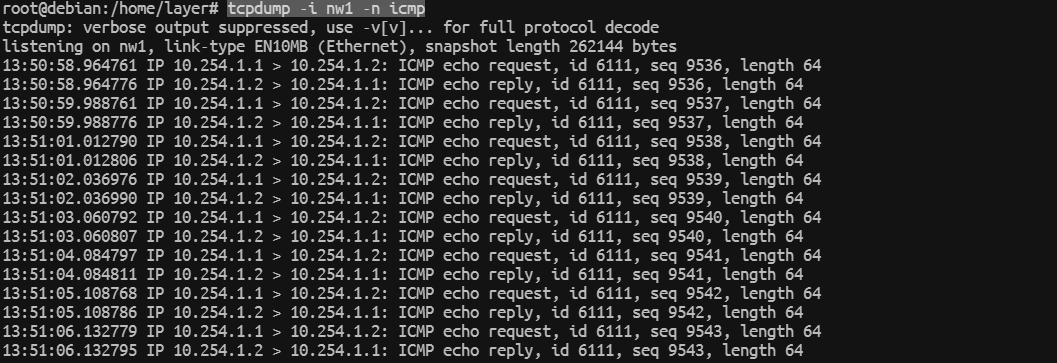 root@debian:/home/layer# tcpdump -i nw1 -n icmp
tcpdump: verbose output suppressed, use -v[v]... for full protocol decode
listening on nw1, link-type EN10MB (Ethernet), snapshot length 262144 bytes
13:50:58.964761 IP 10.254.1.1 > 10.254.1.2: ICMP echo request, id 6111, seq 9536, length 64
13:50:58.964776 IP 10.254.1.2 > 10.254.1.1: ICMP echo reply, id 6111, seq 9536, length 64
13:50:59.988761 IP 10.254.1.1 > 10.254.1.2: ICMP echo request, id 6111, seq 9537, length 64
13:50:59.988776 IP 10.254.1.2 > 10.254.1.1: ICMP echo reply, id 6111, seq 9537, length 64
13:51:01.012790 IP 10.254.1.1 > 10.254.1.2: ICMP echo request, id 6111, seq 9538, length 64
13:51:01.012806 IP 10.254.1.2 > 10.254.1.1: ICMP echo reply, id 6111, seq 9538, length 64
13:51:02.036976 IP 10.254.1.1 > 10.254.1.2: ICMP echo request, id 6111, seq 9539, length 64
13:51:02.036990 IP 10.254.1.2 > 10.254.1.1: ICMP echo reply, id 6111, seq 9539, length 64
13:51:03.060792 IP 10.254.1.1 > 10.254.1.2: ICMP echo request, id 6111, seq 9540, length 64
13:51:03.060807 IP 10.254.1.2 > 10.254.1.1: ICMP echo reply, id 6111, seq 9540, length 64
13:51:04.084797 IP 10.254.1.1 > 10.254.1.2: ICMP echo request, id 6111, seq 9541, length 64
13:51:04.084811 IP 10.254.1.2 > 10.254.1.1: ICMP echo reply, id 6111, seq 9541, length 64
13:51:05.108768 IP 10.254.1.1 > 10.254.1.2: ICMP echo request, id 6111, seq 9542, length 64
13:51:05.108786 IP 10.254.1.2 > 10.254.1.1: ICMP echo reply, id 6111, seq 9542, length 64
13:51:06.132779 IP 10.254.1.1 > 10.254.1.2: ICMP echo request, id 6111, seq 9543, length 64
13:51:06.132795 IP 10.254.1.2 > 10.254.1.1: ICMP echo reply, id 6111, seq 9543, length 64